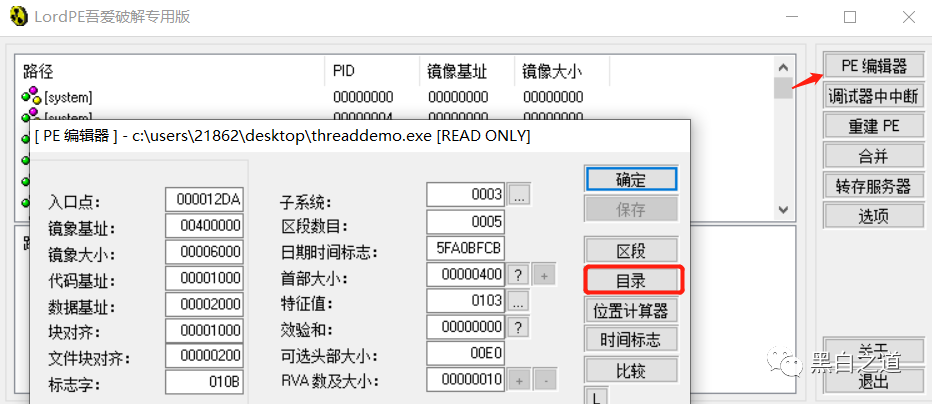 LordPE吾爱破解专用版
路径 PID 镜像基址 镜像大小
[system] 00000000 00000000 00000000
[system] 00000004 00000000 00000000
PE 编辑器
调试器中中断
重建 PE
合并
转存服务器
选项
关于
退出
[ PE 编辑器 ] - c:\users\21862\desktop\threaddemo.exe [READ ONLY]
入口点: 000012DA
镜像基址: 00400000
镜像大小: 00006000
代码基址: 00001000
数据基址: 00002000
块对齐: 00001000
文件块对齐: 00000200
标志字: 010B
子系统: 0003 ...
区段数目: 0005
日期时间标志: 5FA0BFCB
首部大小: 00000400 ? +
特征值: 0103 ...
效验和: 00000000 ?
可选头部大小: 00E0
RVA 数及大小: 00000010 + -
确定
保存
区段
目录
位置计算器
时间标志
比较
L
黑白之道